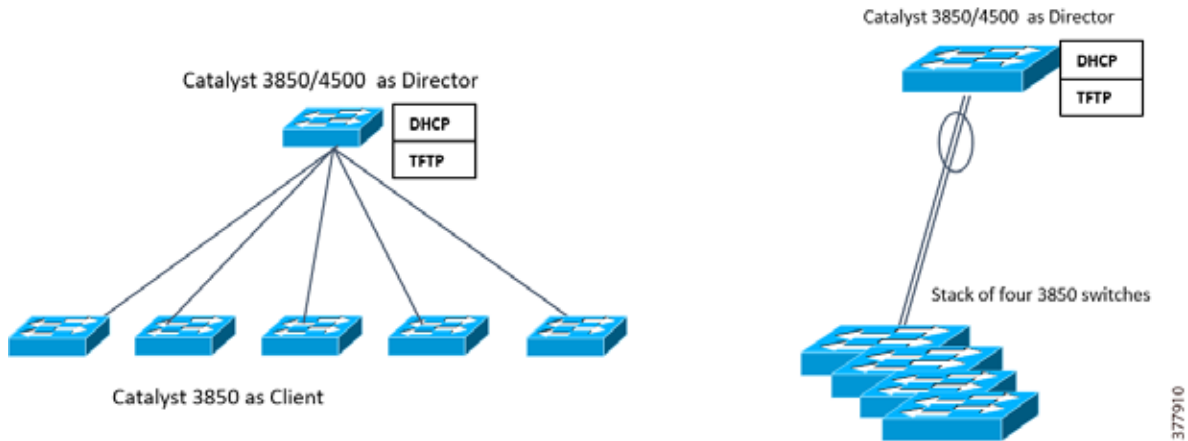 Catalyst 3850/4500 as Director
DHCP
TFTP
Catalyst 3850 as Client
Catalyst 3850/4500 as Director
DHCP
TFTP
Stack of four 3850 switches
377910